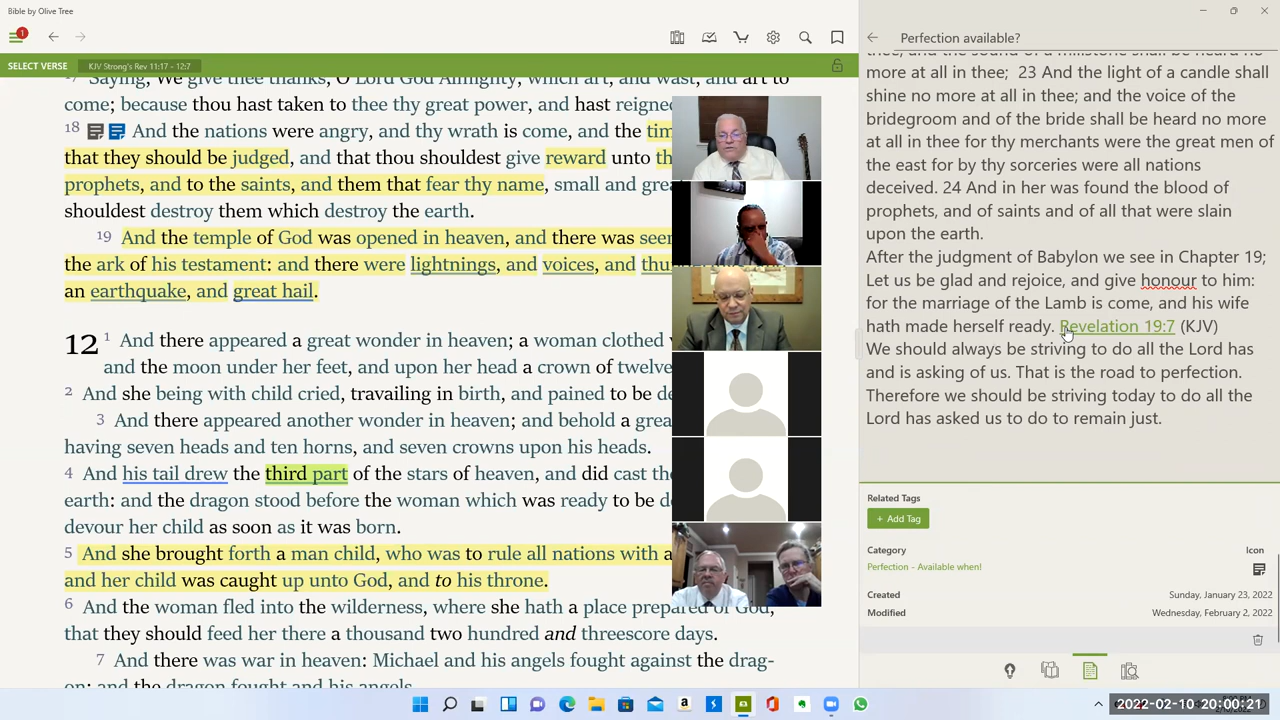 Bible by Olive Tree
1
SELECT VERSE
KJV Strong's Rev 11:17 - 12:7
17 Saying, We give thee thanks, O Lord God Almighty, which art, and wast, and art to
come; because thou hast taken to thee thy great power, and hast reigne
18 And the nations were angry, and thy wrath is come, and the tim
that they should be judged, and that thou shouldest give reward unto th
prophets, and to the saints, and them that fear thy name, small and grea
shouldest destroy them which destroy the earth.
19 And the temple of God was opened in heaven, and there was seen
the ark of his testament: and there were lightnings, and voices, and thu
an earthquake, and great hail.
12 1 And there appeared a great wonder in heaven; a woman clothed
and the moon under her feet, and upon her head a crown of twelve
2 And she being with child cried, travailing in birth, and pained to be de
3 And there appeared another wonder in heaven; and behold a grea
having seven heads and ten horns, and seven crowns upon his heads.
4 And his tail drew the third part of the stars of heaven, and did cast the
earth: and the dragon stood before the woman which was ready to be de
devour her child as soon as it was born.
5 And she brought forth a man child, who was to rule all nations with a
and her child was caught up unto God, and to his throne.
6 And the woman fled into the wilderness, where she hath a place prepared of God,
that they should feed her there a thousand two hundred and threescore days.
7 And there was war in heaven: Michael and his angels fought against the drag-
on; and the dragon fought and his angels,
Perfection available?
thee; and the sound of a millstone shall be heard no
more at all in thee;  23 And the light of a candle shall
shine no more at all in thee; and the voice of the
bridegroom and of the bride shall be heard no more
at all in thee for thy merchants were the great men of
the east for by thy sorceries were all nations
deceived. 24 And in her was found the blood of
prophets, and of saints and of all that were slain
upon the earth.
After the judgment of Babylon we see in Chapter 19;
Let us be glad and rejoice, and give honour to him:
for the marriage of the Lamb is come, and his wife
hath made herself ready. Revelation 19:7 (KJV)
We should always be striving to do all the Lord has
and is asking of us. That is the road to perfection.
Therefore we should be striving today to do all the
Lord has asked us to do to remain just.
Related Tags
+ Add Tag
Category
Icon
Perfection - Available when!
Created
Sunday, January 23, 2022
Modified
Wednesday, February 2, 2022
2022-02-10 20:00:21